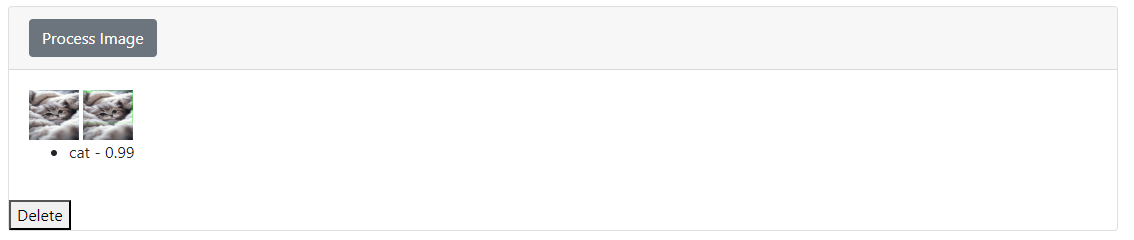 Process Image
cat - 0.99
Delete